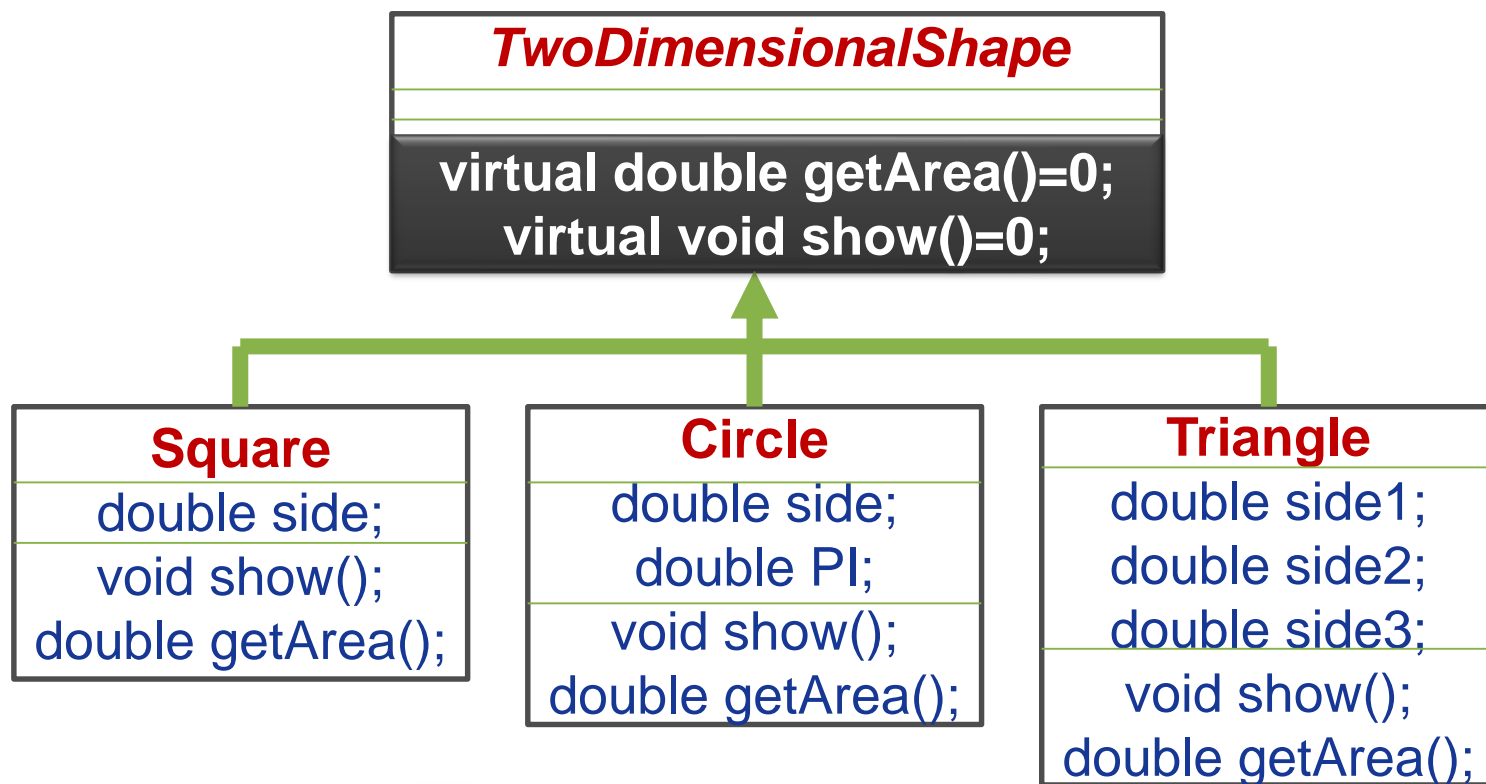 TwoDimensionalShape
virtual double getArea()=0;
virtual void show()=0;
Square
double side;
void show();
double getArea();
Circle
double side;
double PI;
void show();
double getArea();
Triangle
double side1;
double side2;
double side3;
void show();
double getArea();